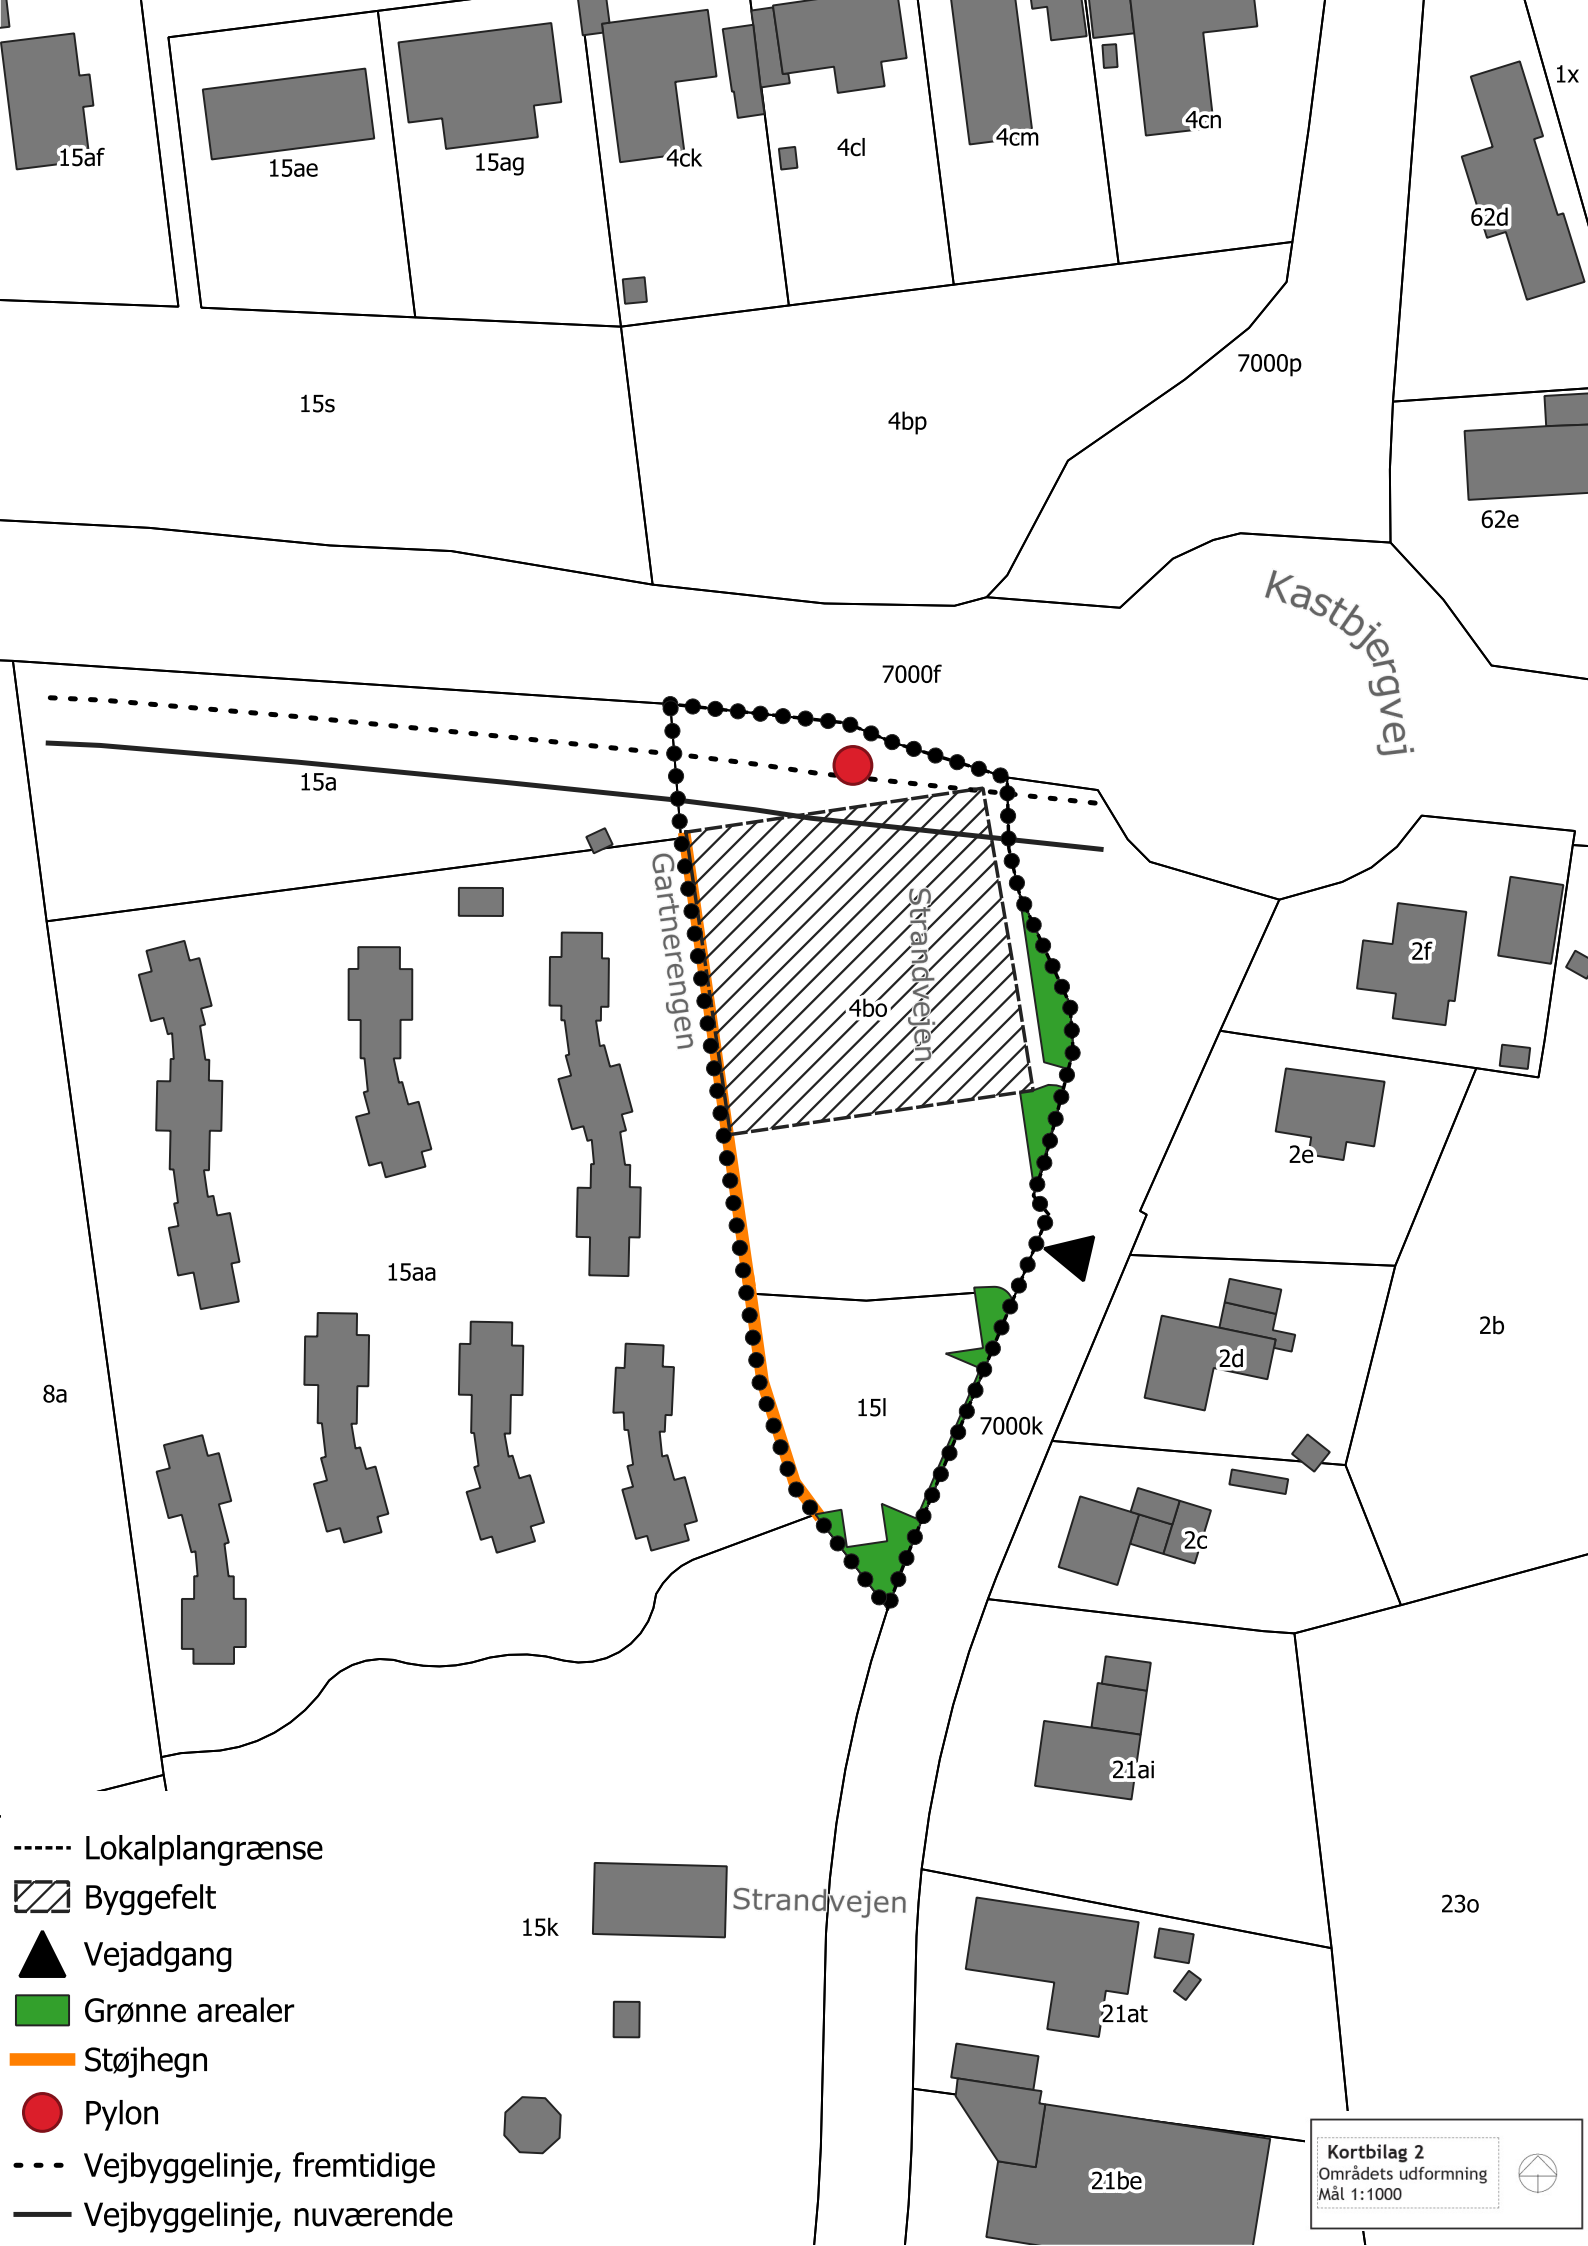 1x
15af
15ae
15ag
4ck
4cl
4cm
4cn
62d
7000p
15s
4bp
62e
Kastbjergvej
7000f
15a
Gartnerengen
Strandvejen
4bo
2f
2e
15aa
2b
2d
8a
15l
7000k
2c
21ai
Lokalplangrænse
Byggefelt
Vejadgang
Grønne arealer
Støjhegn
Pylon
Vejbyggelinje, fremtidige
Vejbyggelinje, nuværende
15k
Strandvejen
23o
21at
21be
Kortbilag 2
Områdets udformning
Mål 1:1000